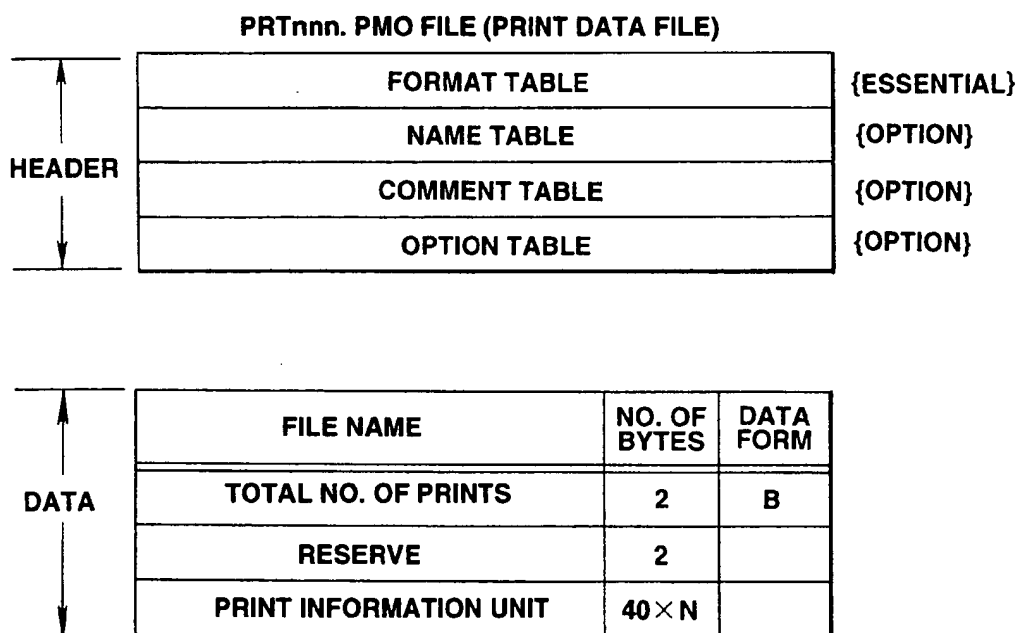 PRTnnn. PMO FILE (PRINT DATA FILE)
HEADER
FORMAT TABLE {ESSENTIAL}
NAME TABLE {OPTION}
COMMENT TABLE {OPTION}
OPTION TABLE {OPTION}
DATA
FILE NAME NO. OF BYTES DATA FORM
TOTAL NO. OF PRINTS 2 B
RESERVE 2
PRINT INFORMATION UNIT 40×N